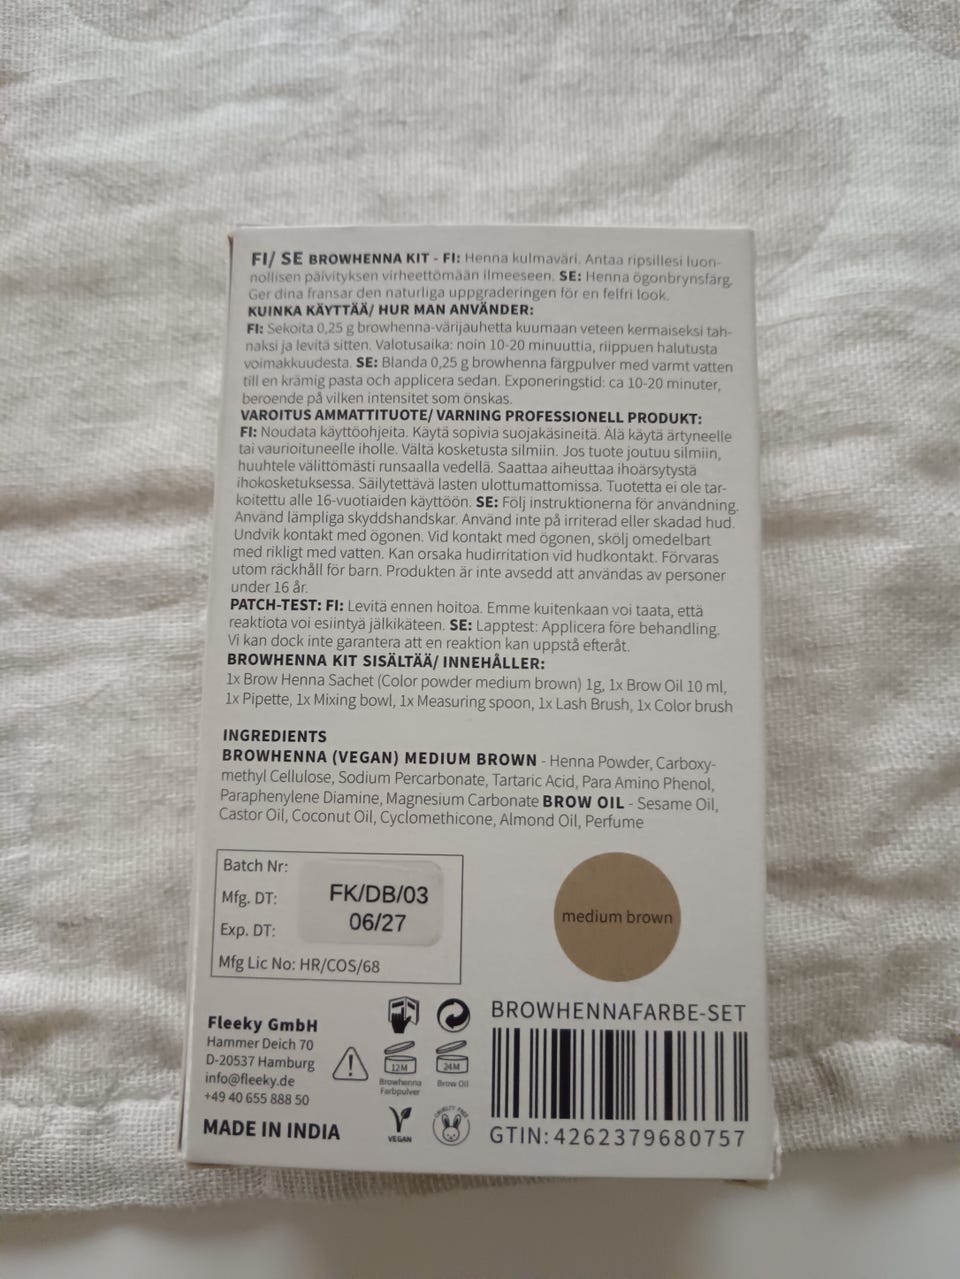 FI/ SE BROWHENNA KIT - FI: Henna kulmaväri. Antaa ripsillesi luon-
nollisen päivityksen virheettömään ilmeeseen. SE: Henna ögonbrynsfärg.
Ger dina fransar den naturliga uppgraderingen för en felfri look.
KUINKA KÄYTTÄÄ/ HUR MAN ANVÄNDER:
FI: Sekoita 0,25 g browhenna-värijauhetta kuumaan veteen kermaiseksi tah-
naksi ja levitä sitten. Valotusaika: noin 10-20 minuuttia, riippuen halutusta
voimakkuudesta. SE: Blanda 0,25 g browhenna färgpulver med varmt vatten
till en krämig pasta och applicera sedan. Exponeringstid: ca 10-20 minuter,
beroende på vilken intensitet som önskas.
VAROITUS AMMATTITUOTE/ VARNING PROFESSIONELL PRODUKT:
FI: Noudata käyttöohjeita. Käytä sopivia suojakäsineitä. Älä käytä ärtyneelle
tai vaurioituneelle iholle. Vältä kosketusta silmiin. Jos tuote joutuu silmiin,
huuhtele välittömästi runsaalla vedellä. Saattaa aiheuttaa ihoärsytystä
ihokosketuksessa. Säilytettävä lasten ulottumattomissa. Tuotetta ei ole tar-
koitettu alle 16-vuotiaiden käyttöön. SE: Följ instruktionerna för användning.
Använd lämpliga skyddshandskar. Använd inte på irriterad eller skadad hud.
Undvik kontakt med ögonen. Vid kontakt med ögonen, skölj omedelbart
med rikligt med vatten. Kan orsaka hudirritation vid hudkontakt. Förvaras
utom räckhåll för barn. Produkten är inte avsedd att användas av personer
under 16 år.
PATCH-TEST: FI: Levitä ennen hoitoa. Emme kuitenkaan voi taata, että
reaktiota voi esiintyä jälkikäteen. SE: Lapptest: Applicera före behandling.
Vi kan dock inte garantera att en reaktion kan uppstå efteråt.
BROWHENNA KIT SISÄLTÄÄ/ INNEHÅLLER:
1x Brow Henna Sachet (Color powder medium brown) 1g, 1x Brow Oil 10 ml,
1x Pipette, 1x Mixing bowl, 1x Measuring spoon, 1x Lash Brush, 1x Color brush
INGREDIENTS
BROWHENNA (VEGAN) MEDIUM BROWN - Henna Powder, Carboxy-
methyl Cellulose, Sodium Percarbonate, Tartaric Acid, Para Amino Phenol,
Paraphenylene Diamine, Magnesium Carbonate BROW OIL - Sesame Oil,
Castor Oil, Coconut Oil, Cyclomethicone, Almond Oil, Perfume
Batch Nr:
Mfg. DT: FK/DB/03
Exp. DT: 06/27
Mfg Lic No: HR/COS/68
medium brown
Fleeky GmbH
Hammer Deich 70
D-20537 Hamburg
info@fleeky.de
+49 40 655 888 50
MADE IN INDIA
12M
Browhenna
Farbpulver
24M
Brow Oil
VEGAN
CRUELTY FREE
BROWHENNAFARBE-SET
GTIN: 4262379680757